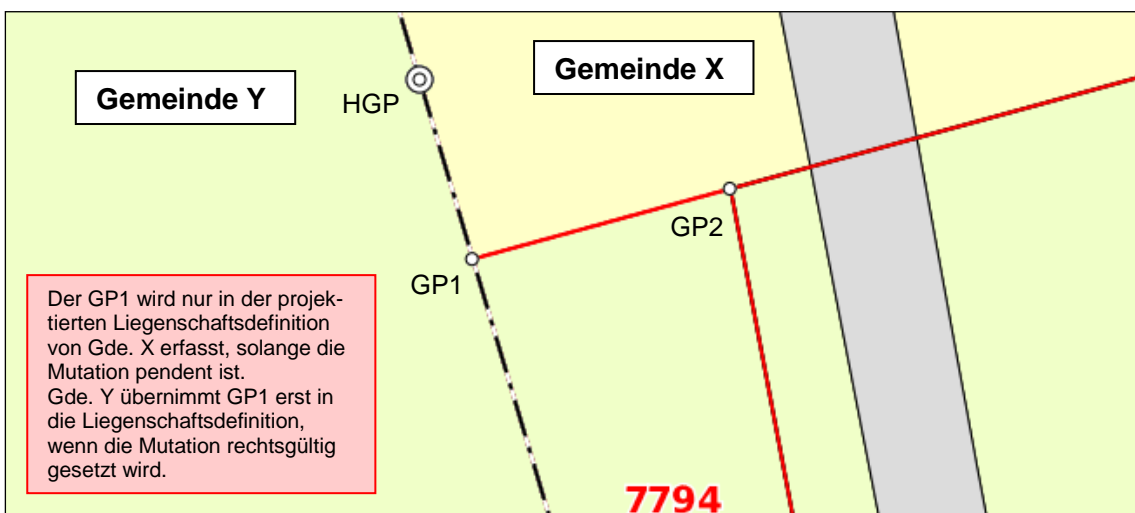 Gemeinde X
Gemeinde Y
HGP
GP2
GP1
Der GP1 wird nur in der projek-
tierten Liegenschaftsdefinition
von Gde. X erfasst, solange die
Mutation pendent ist.
Gde. Y übernimmt GP1 erst in
die Liegenschaftsdefinition,
wenn die Mutation rechtsgültig
gesetzt wird.
7794